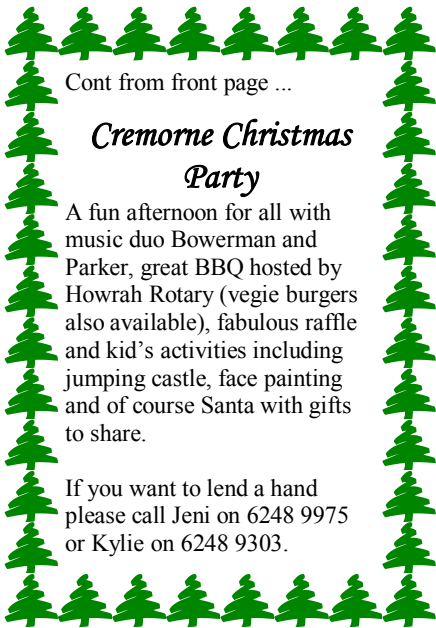 Cont from front page ...
Cremorne Christmas
Party
A fun afternoon for all with
music duo Bowerman and
Parker, great BBQ hosted by
Howrah Rotary (vegie burgers
also available), fabulous raffle
and kid's activities including
jumping castle, face painting
and of course Santa with gifts
to share.
If you want to lend a hand
please call Jeni on 6248 9975
or Kylie on 6248 9303.